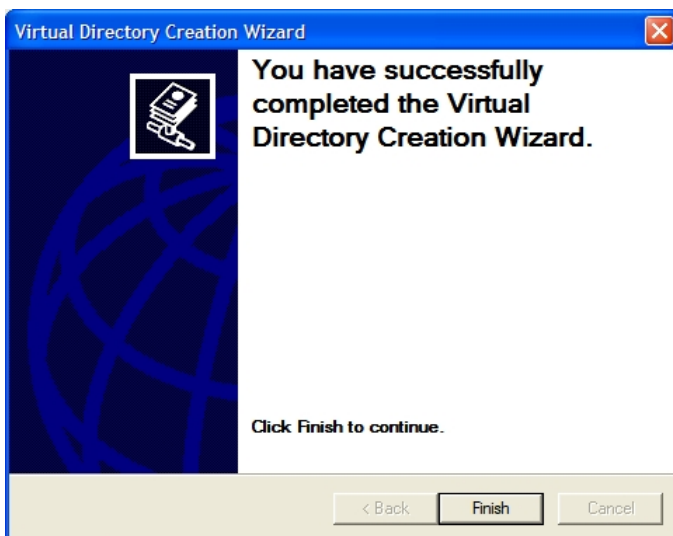 Virtual Directory Creation Wizard
You have successfully
completed the Virtual
Directory Creation Wizard.
Click Finish to continue.
< Back
Finish
Cancel